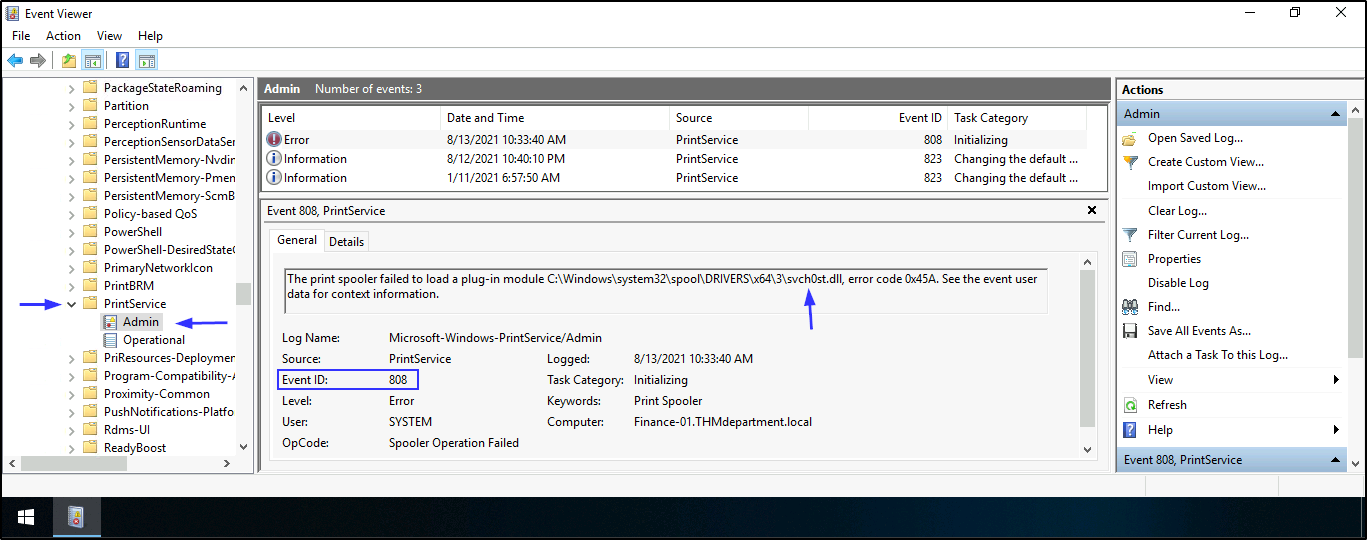 Event Viewer
File Action View Help
PackageStateRoaming
Partition
PerceptionRuntime
PerceptionSensorDataSer
PersistentMemory-Nvdin
PersistentMemory-Pmen
PersistentMemory-ScmB
Policy-based QoS
PowerShell
PowerShell-DesiredState
PrimaryNetworkIcon
PrintBRM
PrintService
Admin
Operational
PriResources-Deploymen
Program-Compatibility-A
Proximity-Common
PushNotifications-Platfo
Rdms-UI
ReadyBoost
Admin Number of events: 3
Level Date and Time Source Event ID Task Category
Error 8/13/2021 10:33:40 AM PrintService 808 Initializing
Information 8/12/2021 10:40:10 PM PrintService 823 Changing the default ...
Information 1/11/2021 6:57:50 AM PrintService 823 Changing the default ...
Event 808, PrintService
General Details
The print spooler failed to load a plug-in module C:\Windows\system32\spool\DRIVERS\x64\3\svch0st.dll, error code 0x45A. See the event user
data for context information.
Log Name: Microsoft-Windows-PrintService/Admin
Source: PrintService Logged: 8/13/2021 10:33:40 AM
Event ID: 808 Task Category: Initializing
Level: Error Keywords: Print Spooler
User: SYSTEM Computer: Finance-01.THMdepartment.local
OpCode: Spooler Operation Failed
Actions
Admin
Open Saved Log...
Create Custom View...
Import Custom View...
Clear Log...
Filter Current Log...
Properties
Disable Log
Find...
Save All Events As...
Attach a Task To this Log...
View
Refresh
Help
Event 808, PrintService